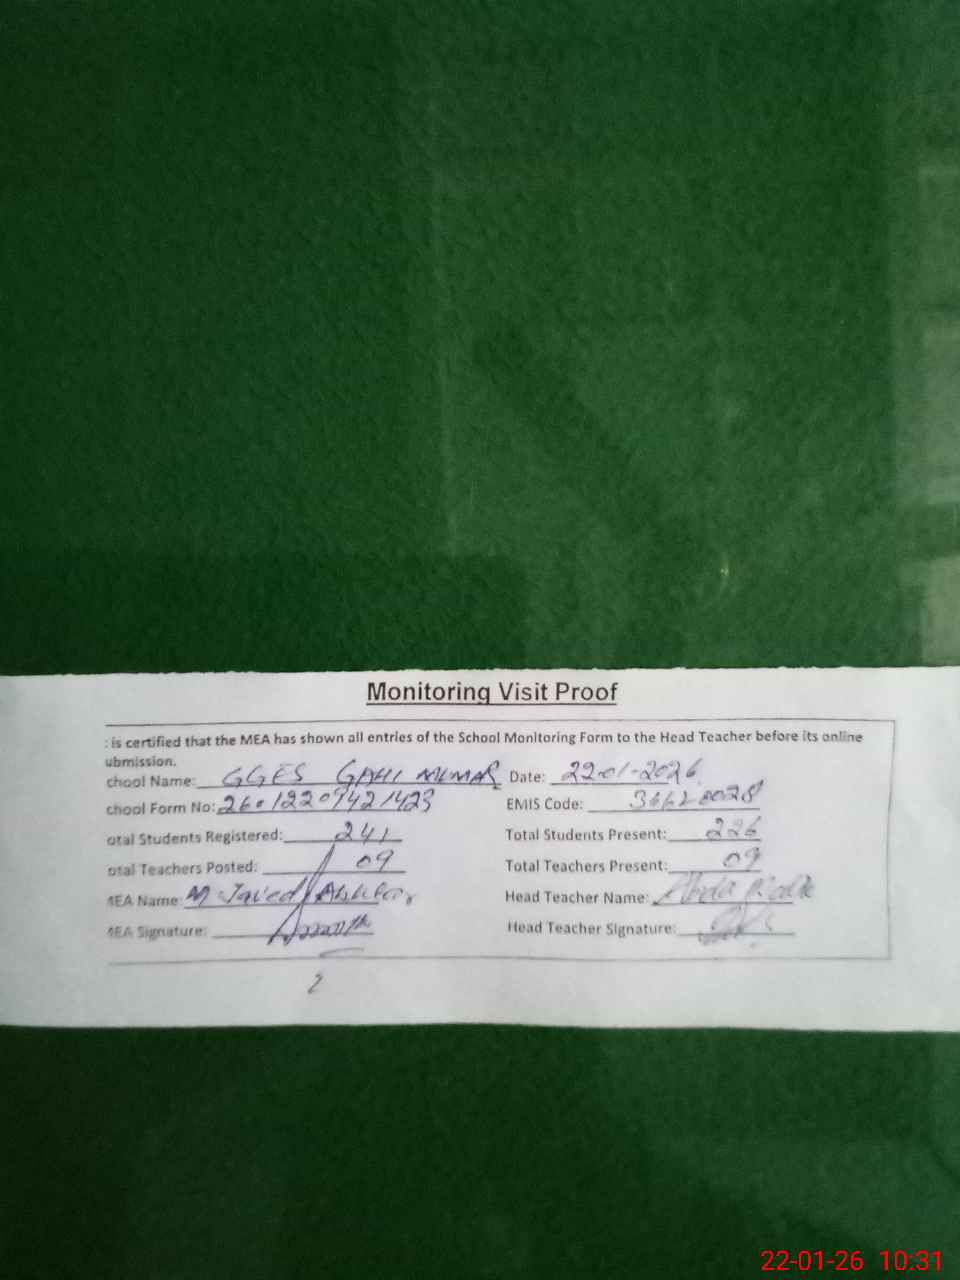 Monitoring Visit Proof
: is certified that the MEA has shown all entries of the School Monitoring Form to the Head Teacher before its online
ubmission.
chool Name: GGES GAHI Date: 22-01-2026
chool Form No: 26012209421423 EMIS Code: 36620028
otal Students Registered: 241 Total Students Present: 226
otal Teachers Posted: 09 Total Teachers Present: 09
MEA Name: M Javed Head Teacher Name:
MEA Signature: Head Teacher Signature:
22-01-26 10:31